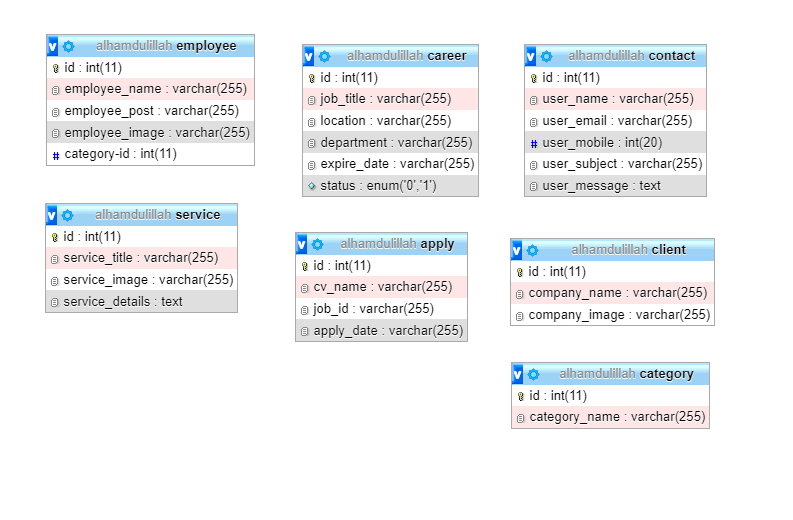 v alhamdulillah employee
id : int(11)
employee_name : varchar(255)
employee_post : varchar(255)
employee_image : varchar(255)
# category-id : int(11)
v alhamdulillah career
id : int(11)
job_title : varchar(255)
location : varchar(255)
department : varchar(255)
expire_date : varchar(255)
status : enum('0','1')
v alhamdulillah contact
id : int(11)
user_name : varchar(255)
user_email : varchar(255)
# user_mobile : int(20)
user_subject : varchar(255)
user_message : text
v alhamdulillah service
id : int(11)
service_title : varchar(255)
service_image : varchar(255)
service_details : text
v alhamdulillah apply
id : int(11)
cv_name : varchar(255)
job_id : varchar(255)
apply_date : varchar(255)
v alhamdulillah client
id : int(11)
company_name : varchar(255)
company_image : varchar(255)
v alhamdulillah category
id : int(11)
category_name : varchar(255)